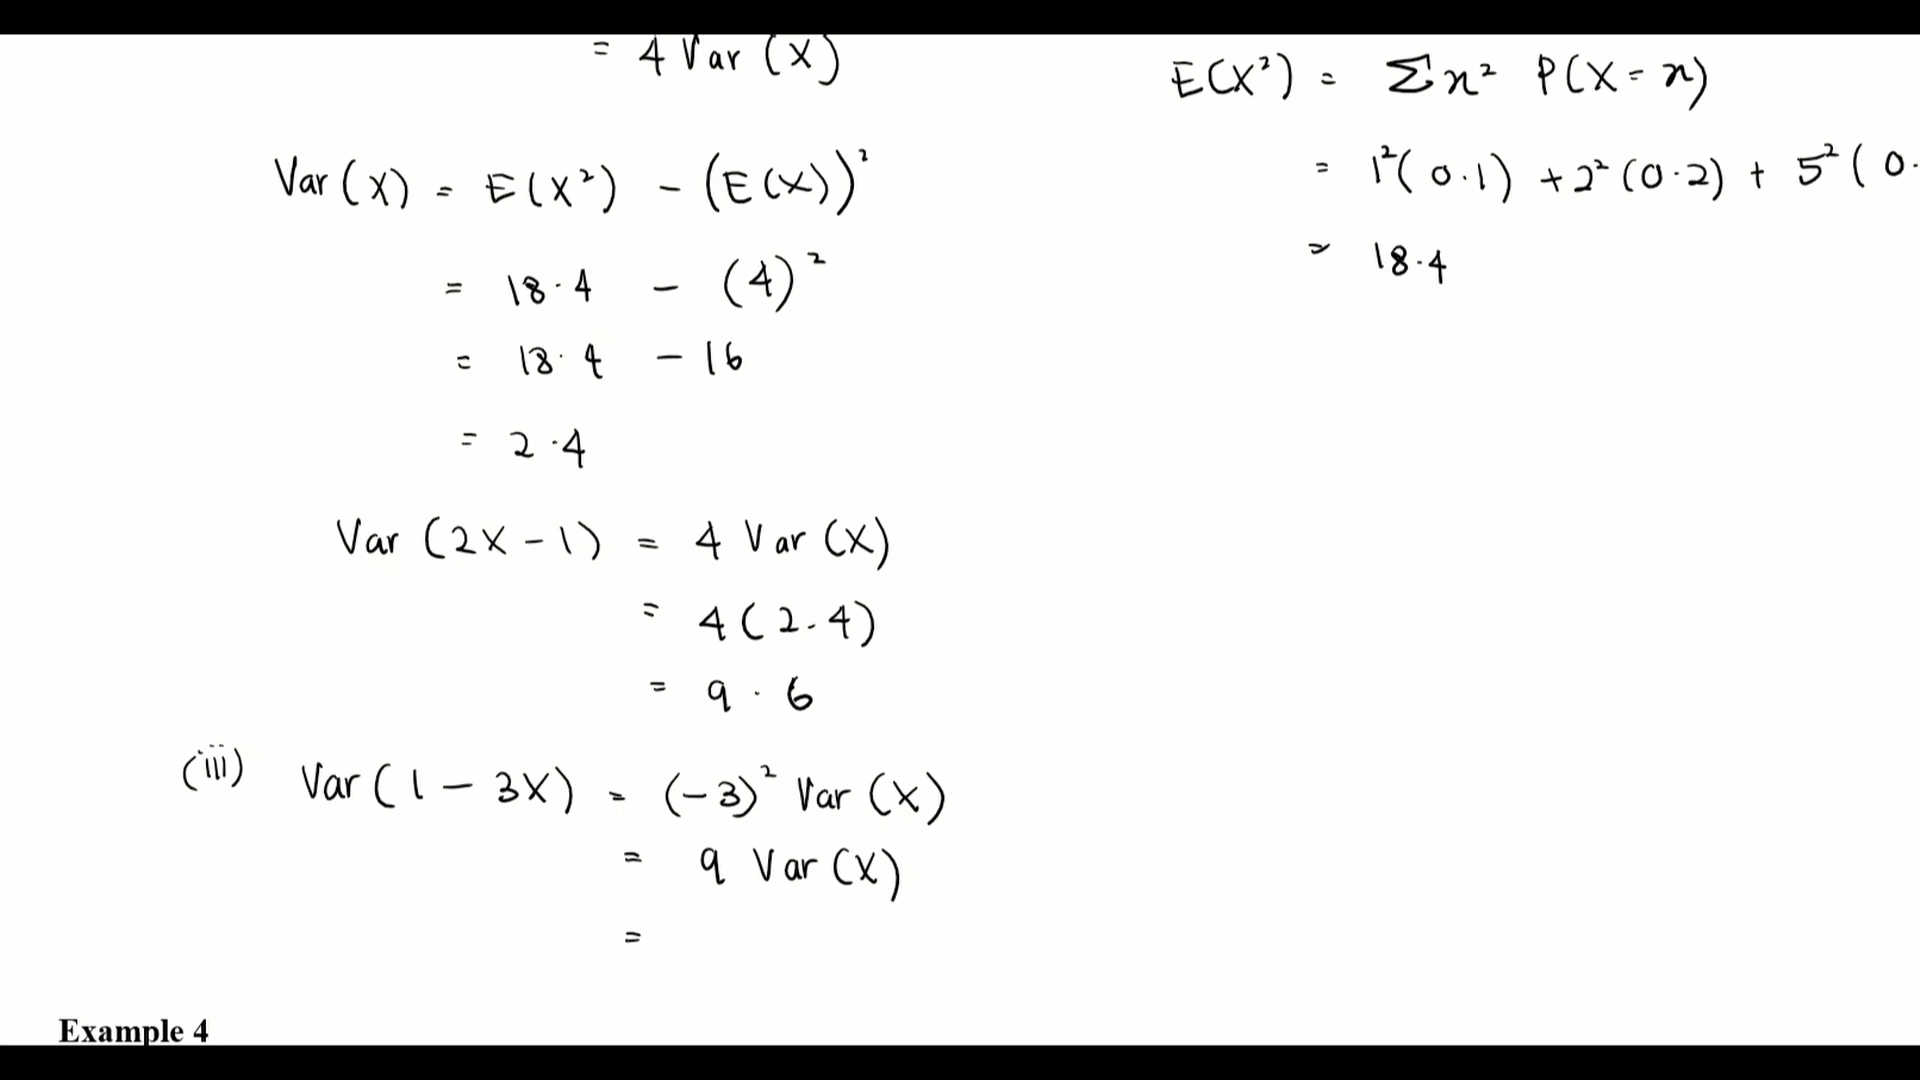 = 4 Var (X)
Var (X) = E(X²) - (E(X))²
= 18.4 - (4)²
= 18.4 - 16
= 2.4
Var (2X - 1) = 4 Var (X)
= 4(2.4)
= 9.6
(iii) Var (1 - 3X) = (-3)² Var (X)
= 9 Var (X)
=
Example 4
E(X²) = Σx² P(X = x)
= 1²(0.1) + 2²(0.2) + 5²(0.
= 18.4